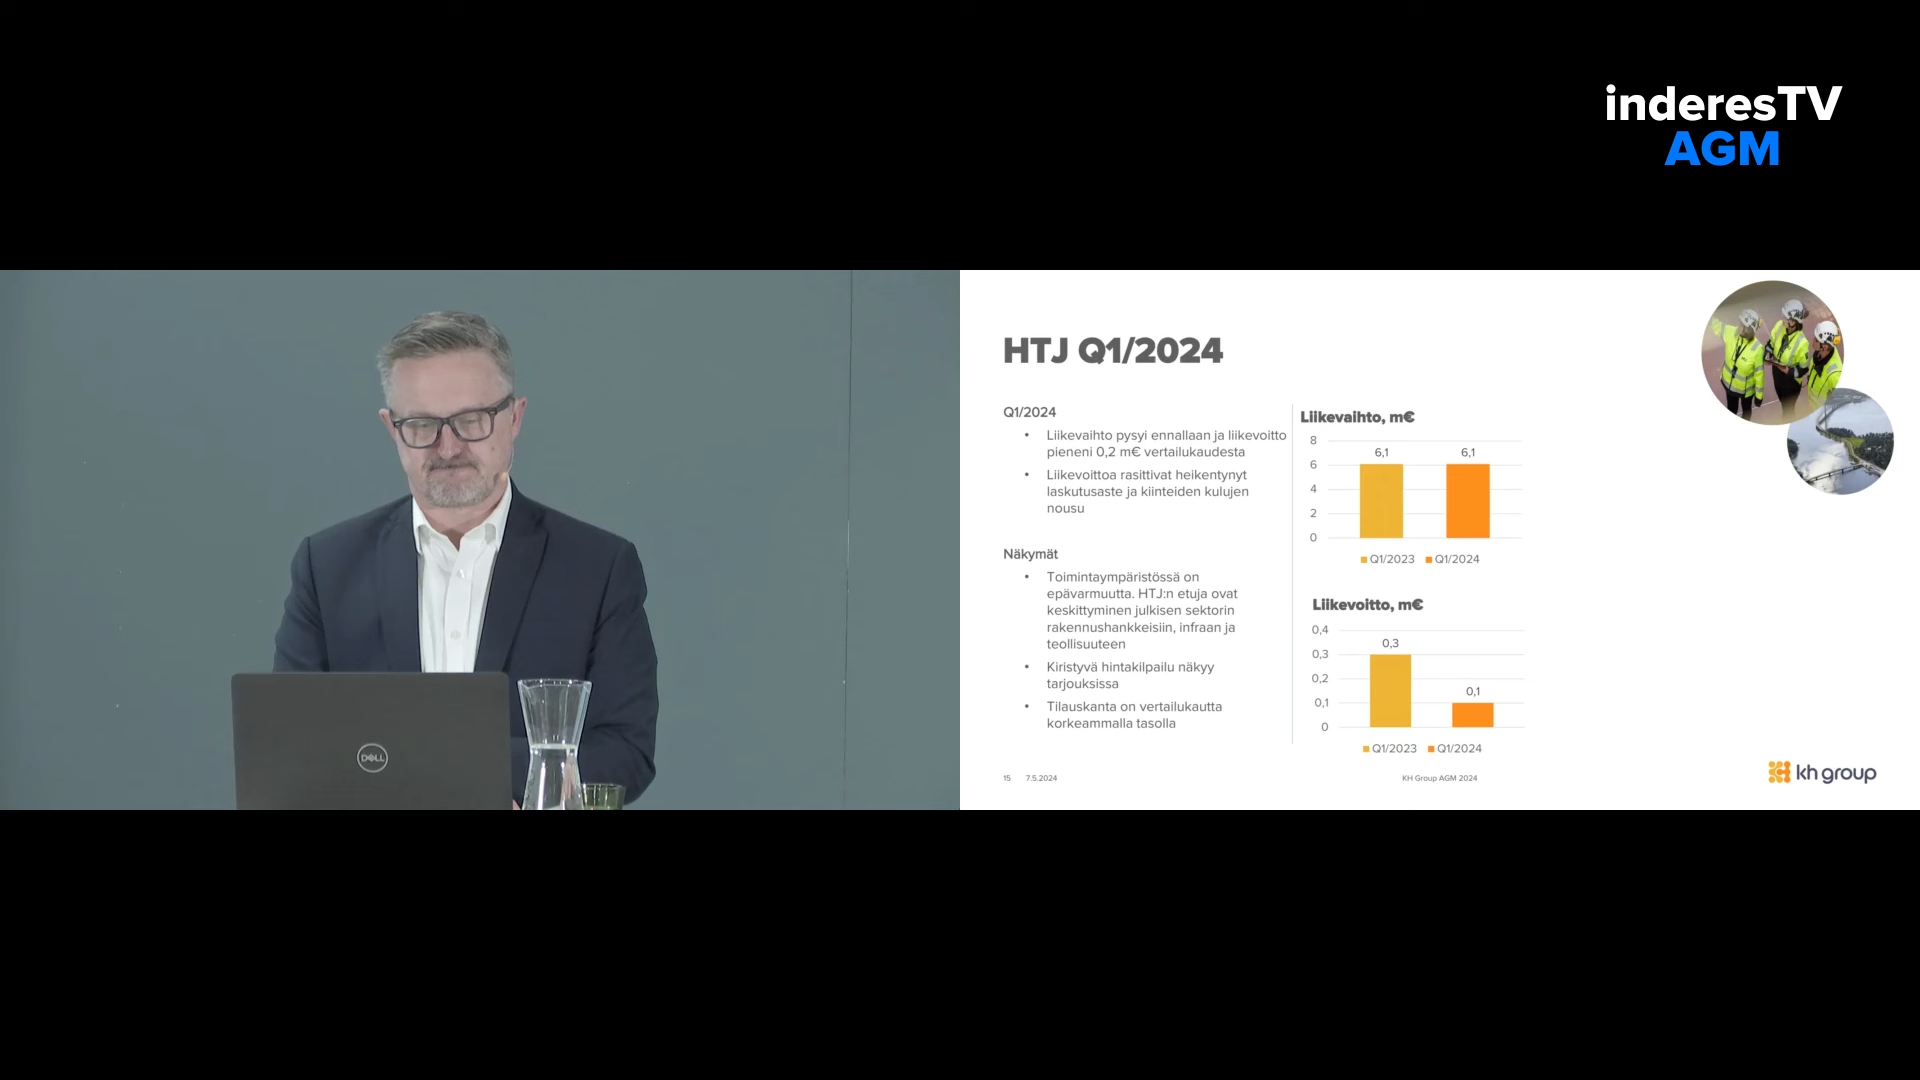 inderesTV
AGM
HTJ Q1/2024
Q1/2024
• Liikevaihto pysyi ennallaan ja liikevoitto
pieneni 0,2 m€ vertailukaudesta
• Liikevoittoa rasittivat heikentynyt
laskutusaste ja kiinteiden kulujen
nousu
Näkymät
• Toimintaympäristössä on
epävarmuutta. HTJ:n etuja ovat
keskittyminen julkisen sektorin
rakennushankkeisiin, infraan ja
teollisuuteen
• Kiristyvä hintakilpailu näkyy
tarjouksissa
• Tilauskanta on vertailukautta
korkeammalla tasolla
Liikevaihto, m€
8
6
4
2
0
6,1
6,1
Q1/2023 Q1/2024
Liikevoitto, m€
0,4
0,3
0,2
0,1
0
0,3
0,1
Q1/2023 Q1/2024
15 7.5.2024
KH Group AGM 2024
kh group
DELL